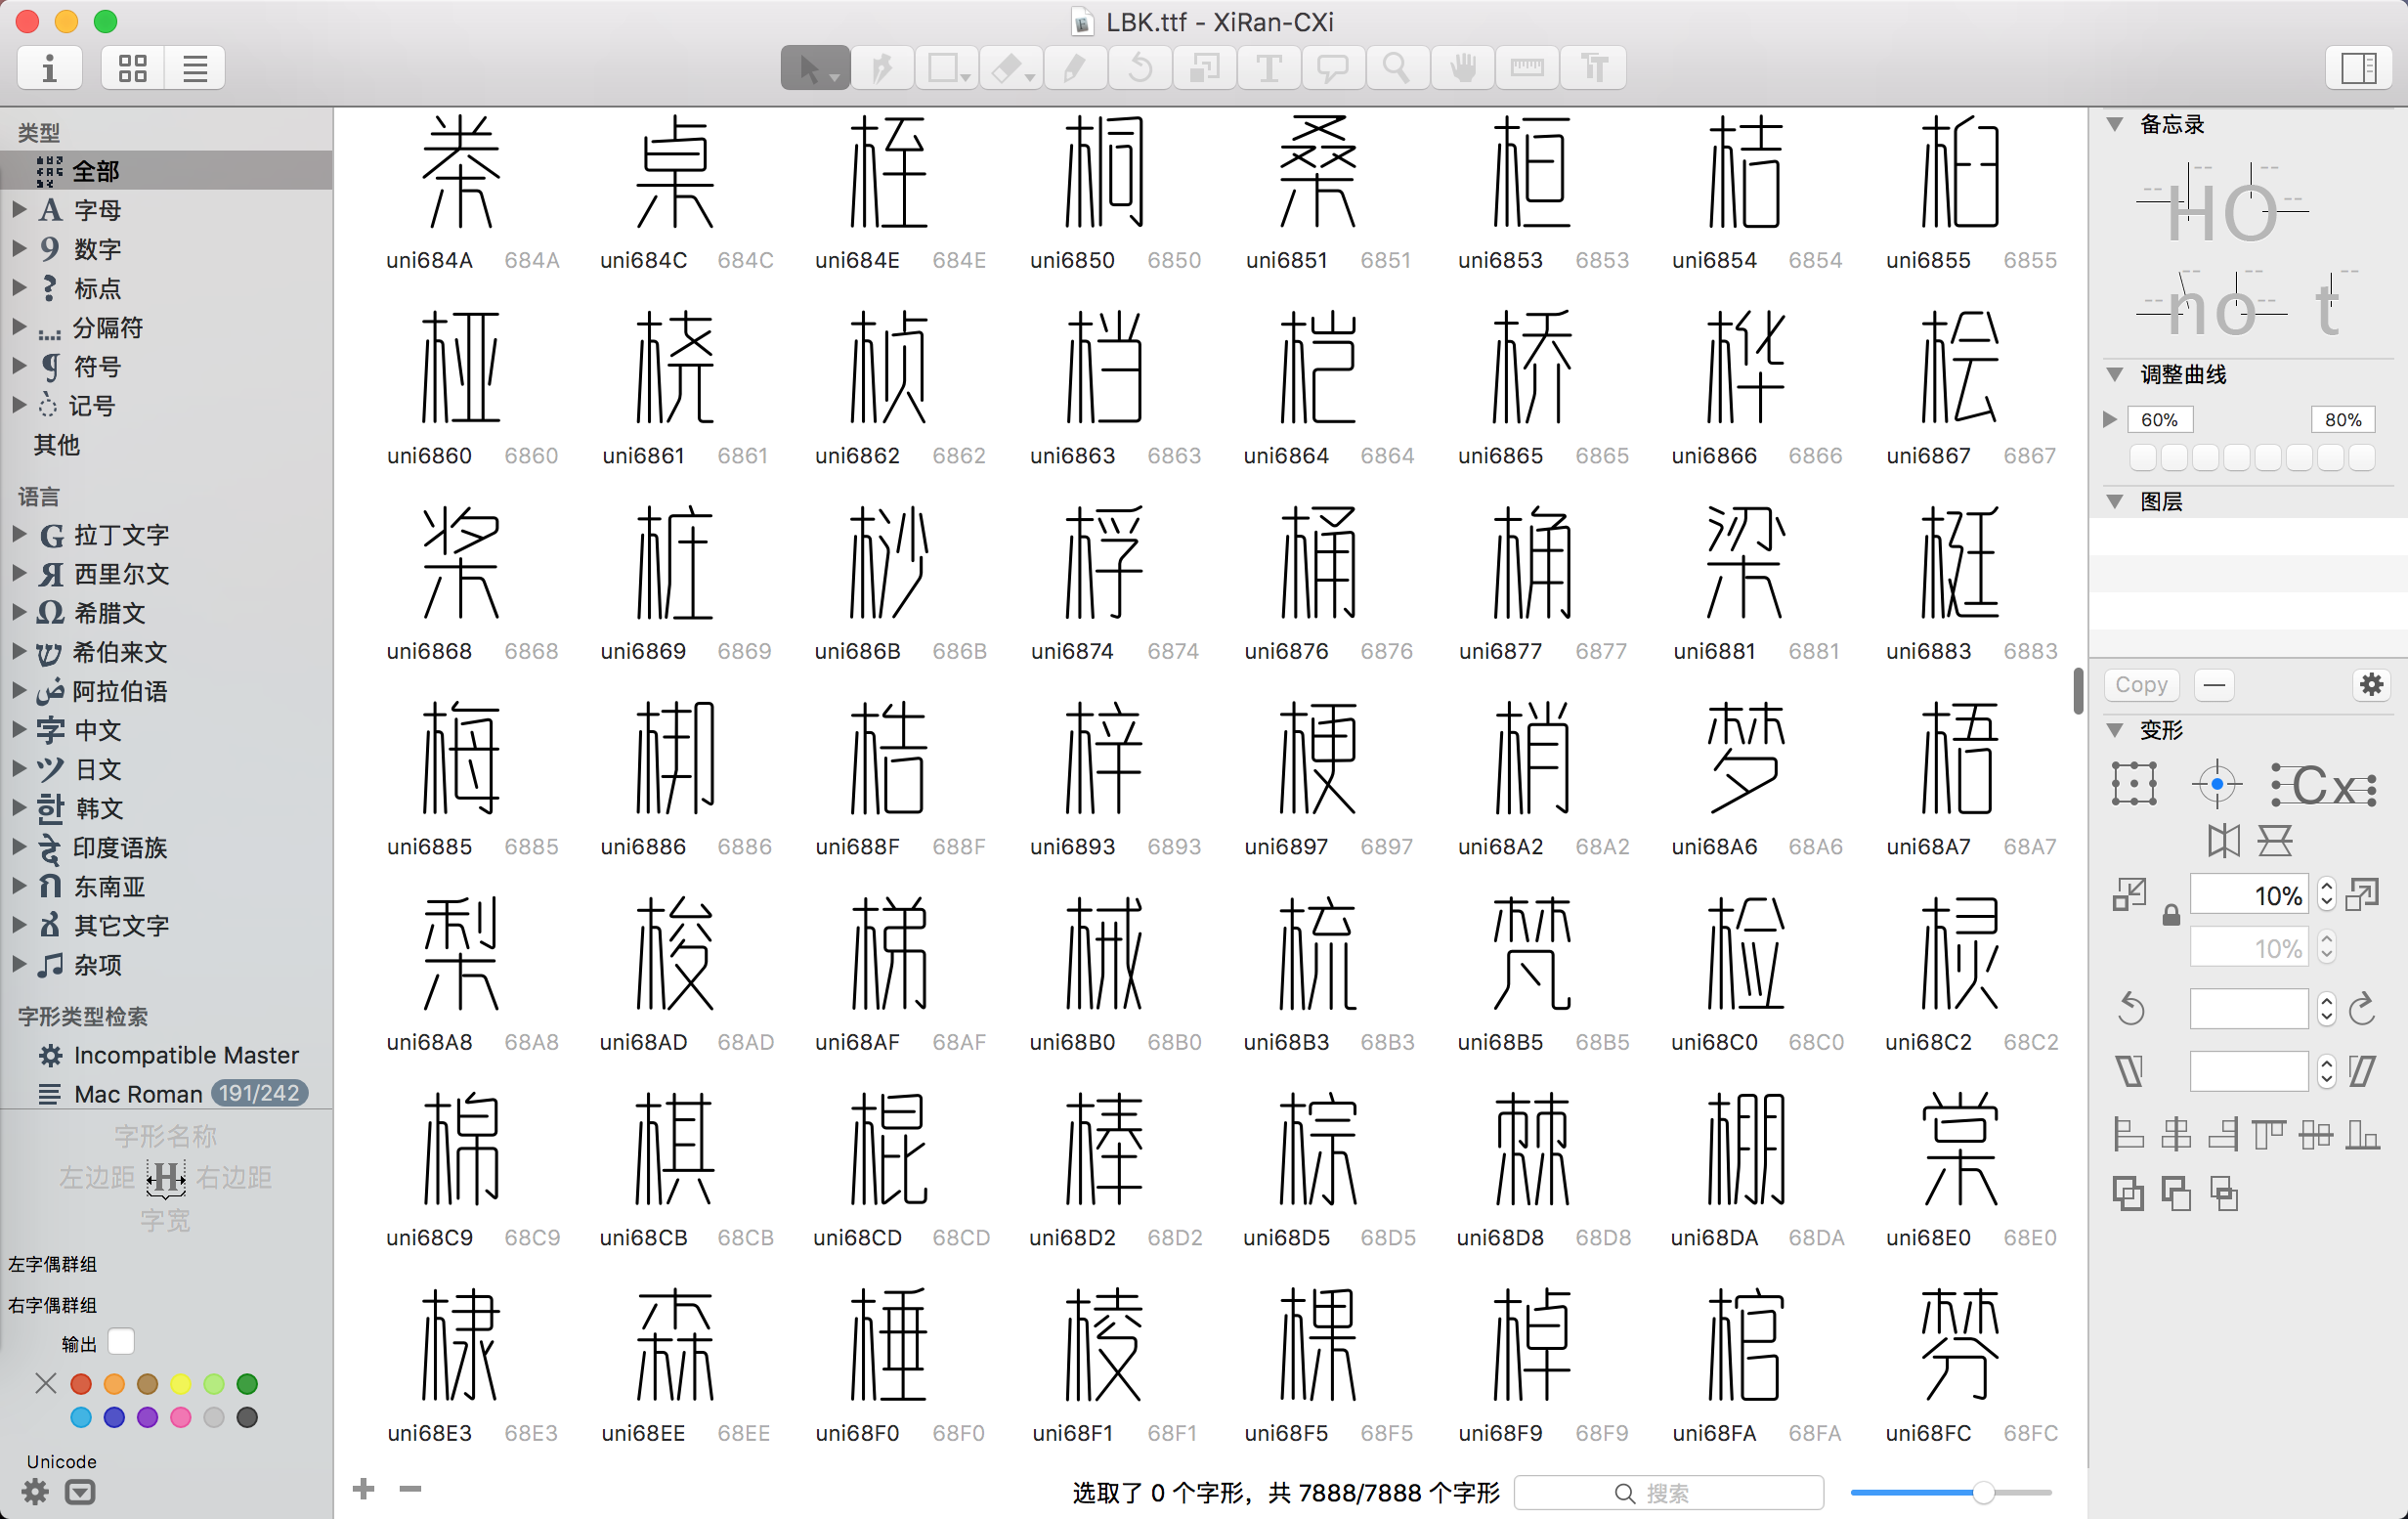 LBK.ttf - XiRan-CXi
类型
全部
字母
数字
标点
分隔符
符号
记号
其他
语言
拉丁文字
西里尔文
希腊文
希伯来文
阿拉伯语
中文
日文
韩文
印度语族
东南亚
其它文字
杂项
字形类型检索
Incompatible Master
Mac Roman 191/242
字形名称
左边距 H 右边距
字宽
左字偶群组
右字偶群组
输出
Unicode
桊 桌 桎 桐 桑 桓 桔 桕
uni684A 684A uni684C 684C uni684E 684E uni6850 6850 uni6851 6851 uni6853 6853 uni6854 6854 uni6855 6855
桠 桡 桢 档 桤 桥 桦 桧
uni6860 6860 uni6861 6861 uni6862 6862 uni6863 6863 uni6864 6864 uni6865 6865 uni6866 6866 uni6867 6867
桨 桩 桫 桴 桶 桷 梁 梃
uni6868 6868 uni6869 6869 uni686B 686B uni6874 6874 uni6876 6876 uni6877 6877 uni6881 6881 uni6883 6883
梅 梆 梏 梓 梗 梢 梦 梧
uni6885 6885 uni6886 6886 uni688F 688F uni6893 6893 uni6897 6897 uni68A2 68A2 uni68A6 68A6 uni68A7 68A7
梨 梭 梯 械 梳 梵 检 棂
uni68A8 68A8 uni68AD 68AD uni68AF 68AF uni68B0 68B0 uni68B3 68B3 uni68B5 68B5 uni68C0 68C0 uni68C2 68C2
棉 棋 棍 棒 棕 棘 棚 棠
uni68C9 68C9 uni68CB 68CB uni68CD 68CD uni68D2 68D2 uni68D5 68D5 uni68D8 68D8 uni68DA 68DA uni68E0 68E0
棣 森 棰 棱 棵 棹 棺 棼
uni68E3 68E3 uni68EE 68EE uni68F0 68F0 uni68F1 68F1 uni68F5 68F5 uni68F9 68F9 uni68FA 68FA uni68FC 68FC
选取了 0 个字形，共 7888/7888 个字形 搜索
备忘录
HO
no t
调整曲线
60% 80%
图层
Copy
变形
Cx
10%
10%